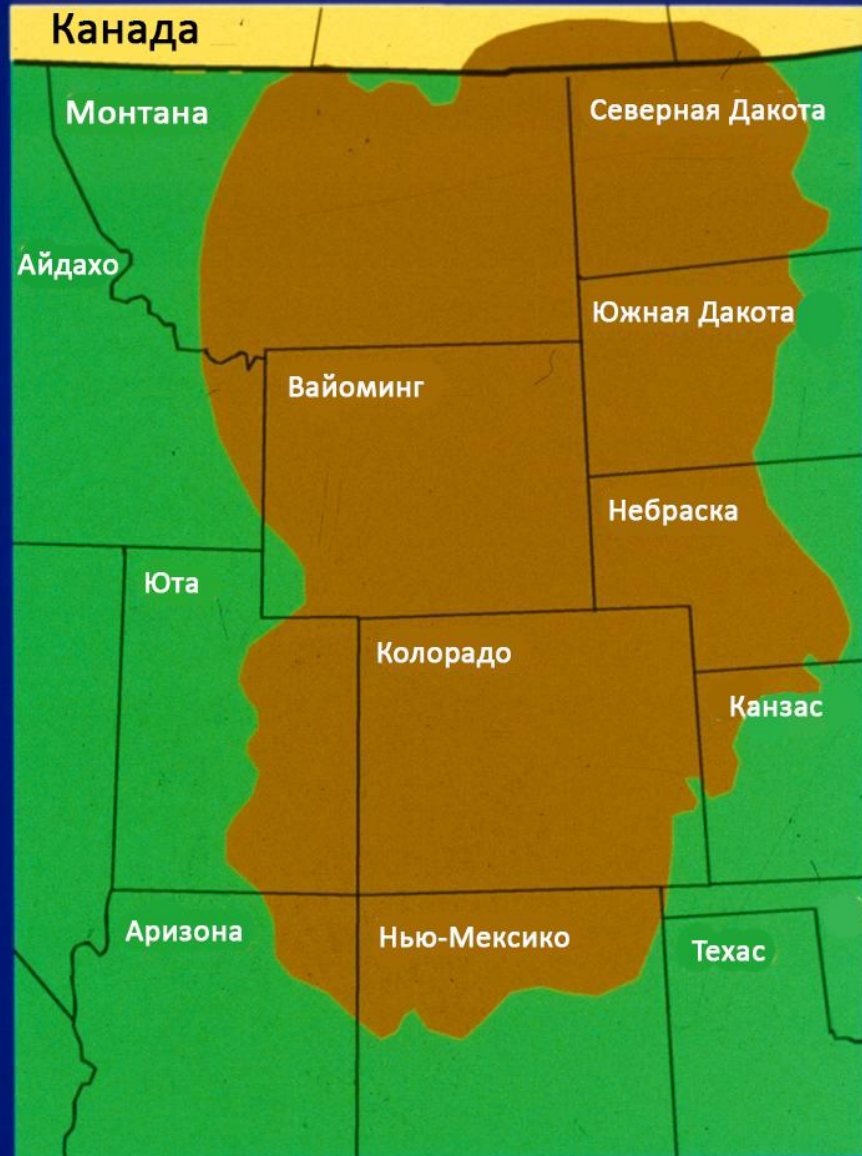 Канада
Монтана
Северная Дакота
Айдахо
Южная Дакота
Вайоминг
Небраска
Юта
Колорадо
Канзас
Аризона
Нью-Мексико
Техас